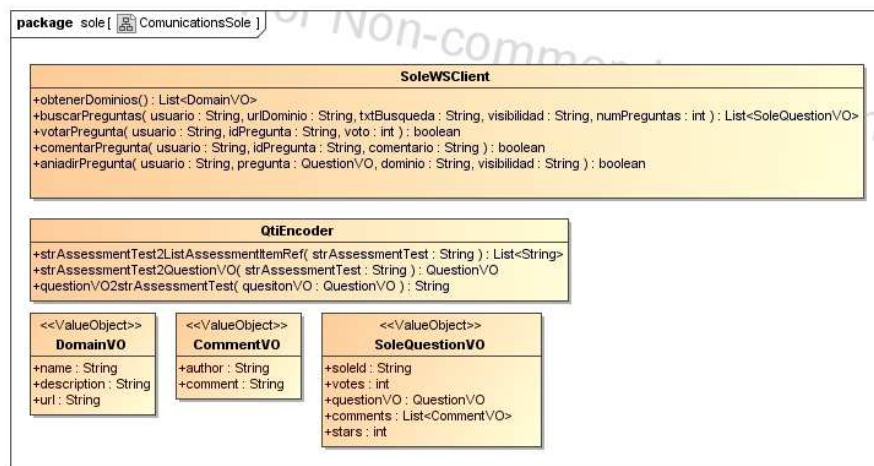 package sole [ ComunicationsSole ]
For Non-comme
SoleWSClient
+obtenerDominios() : List<DomainVO>
+buscarPreguntas( usuario : String, urlDominio : String, txtBusqueda : String, visibilidad : String, numPreguntas : int ) : List<SoleQuestionVO>
+votarPregunta( usuario : String, idPregunta : String, voto : int ) : boolean
+comentarPregunta( usuario : String, idPregunta : String, comentario : String ) : boolean
+aniadirPregunta( usuario : String, pregunta : QuestionVO, dominio : String, visibilidad : String ) : boolean
QtiEncoder
+strAssessmentTest2ListAssessmentItemRef( strAssessmentTest : String ) : List<String>
+strAssessmentTest2QuestionVO( strAssessmentTest : String ) : QuestionVO
+questionVO2strAssessmentTest( quesitonVO : QuestionVO ) : String
<<ValueObject>>
DomainVO
+name : String
+description : String
+url : String
<<ValueObject>>
CommentVO
+author : String
+comment : String
<<ValueObject>>
SoleQuestionVO
+soleId : String
+votes : int
+questionVO : QuestionVO
+comments : List<CommentVO>
+stars : int